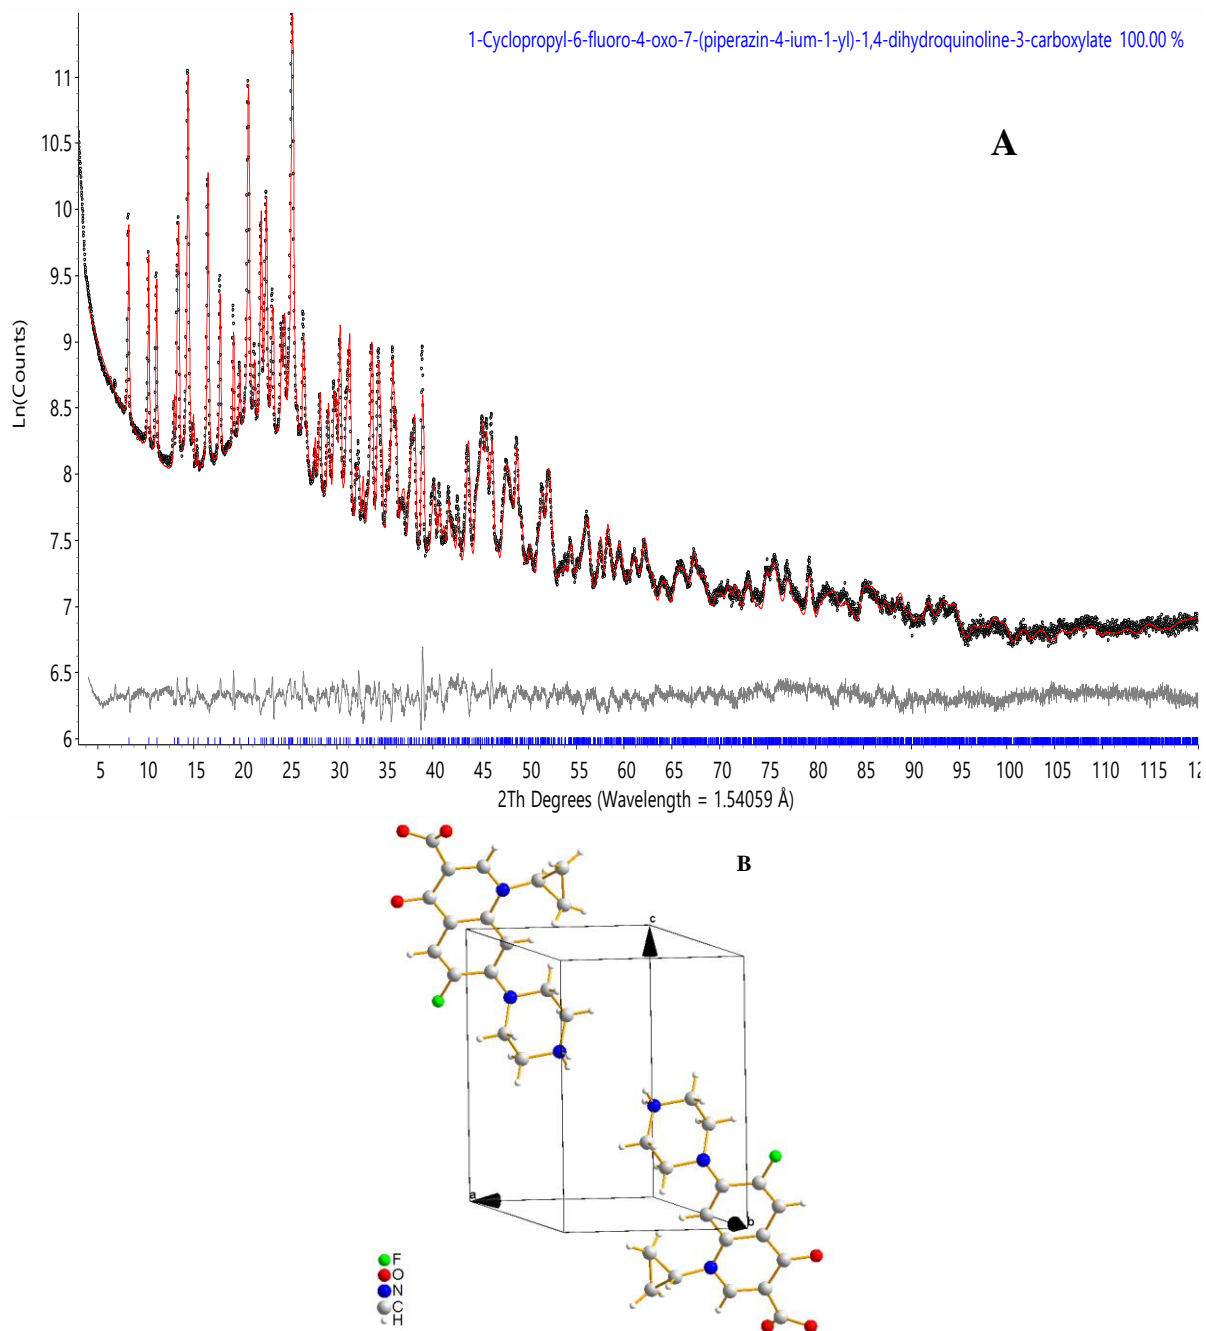 1-Cyclopropyl-6-fluoro-4-oxo-7-(piperazin-4-ium-1-yl)-1,4-dihydroquinoline-3-carboxylate 100.00 %
A
Ln(Counts)
11
10.5
10
9.5
9
8.5
8
7.5
7
6.5
6
5 10 15 20 25 30 35 40 45 50 55 60 65 70 75 80 85 90 95 100 105 110 115 12
2Th Degrees (Wavelength = 1.54059 Å)
B
c
a
b
F
O
N
C
H